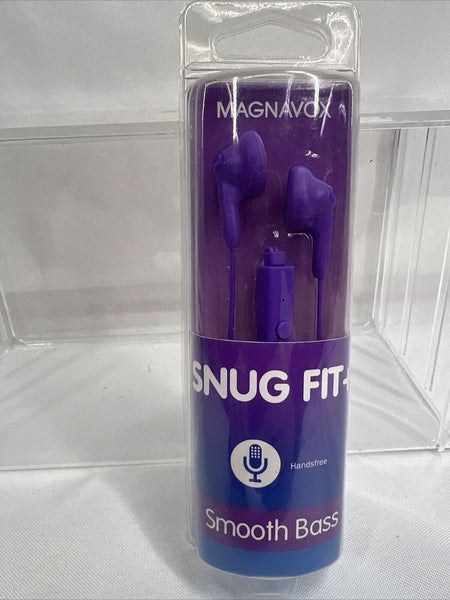 MAGNAVOX
SNUG FIT+
Handsfree
Smooth Bass